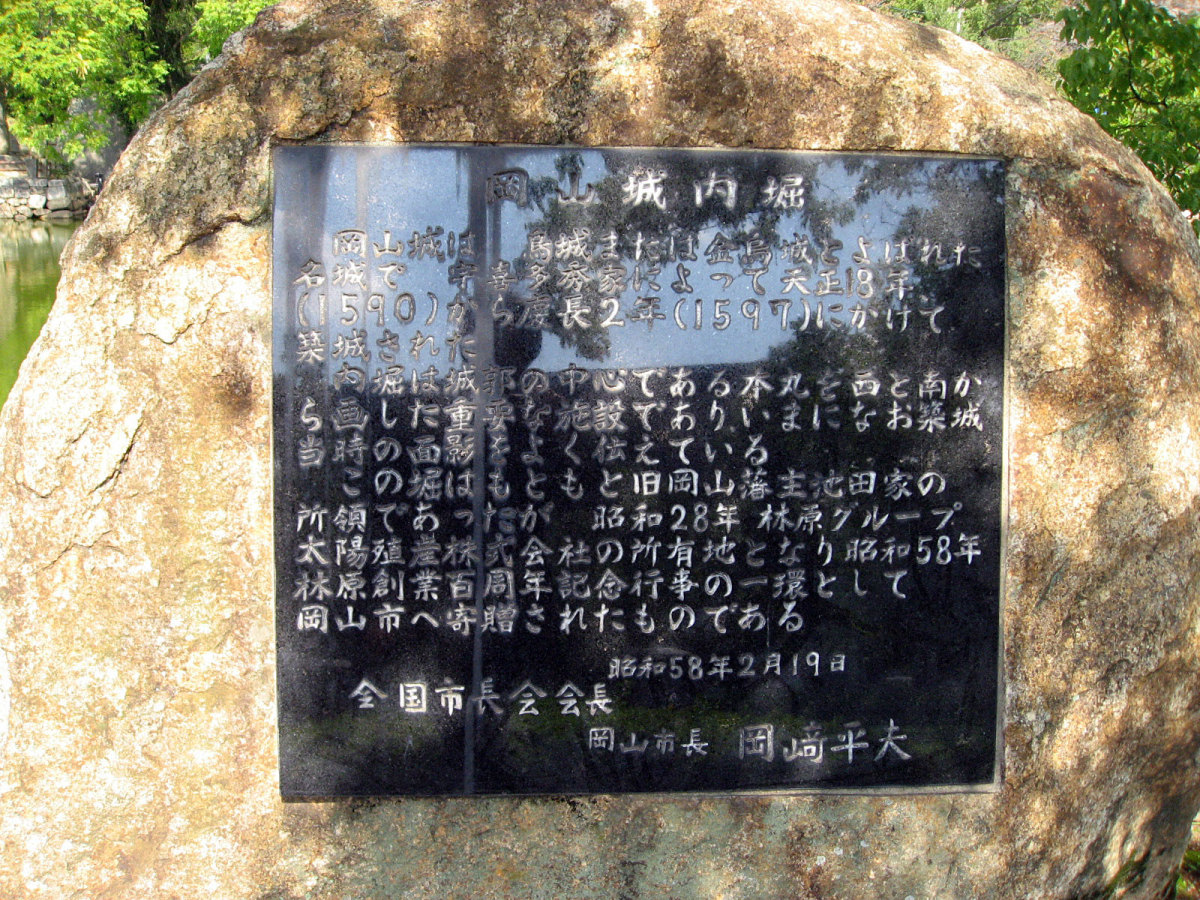 岡山城内堀
岡山城は 烏城または金烏城とよばれた
名城で宇喜多秀家によって天正18年
(1590)から慶長2年(1597)にかけて
築城された
内堀は城郭の中心である本丸を西と南か
ら画した重要な施設でありいまなお築城
当時の面影をよく伝えている
この堀はもともと旧岡山藩主池田家の
所領であったが 昭和28年 林原グループ
太陽殖産株式会社の所有地となり昭和58年
林原創業百周年記念行事の一環として
岡山市へ寄贈されたものである
昭和58年2月19日
全国市長会会長
岡山市長 岡﨑平夫